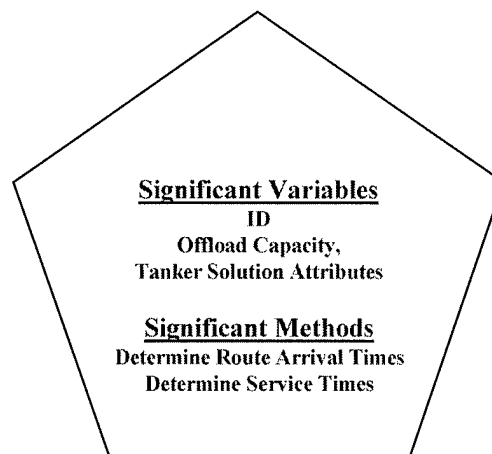 Significant Variables
ID
Offload Capacity,
Tanker Solution Attributes
Significant Methods
Determine Route Arrival Times
Determine Service Times